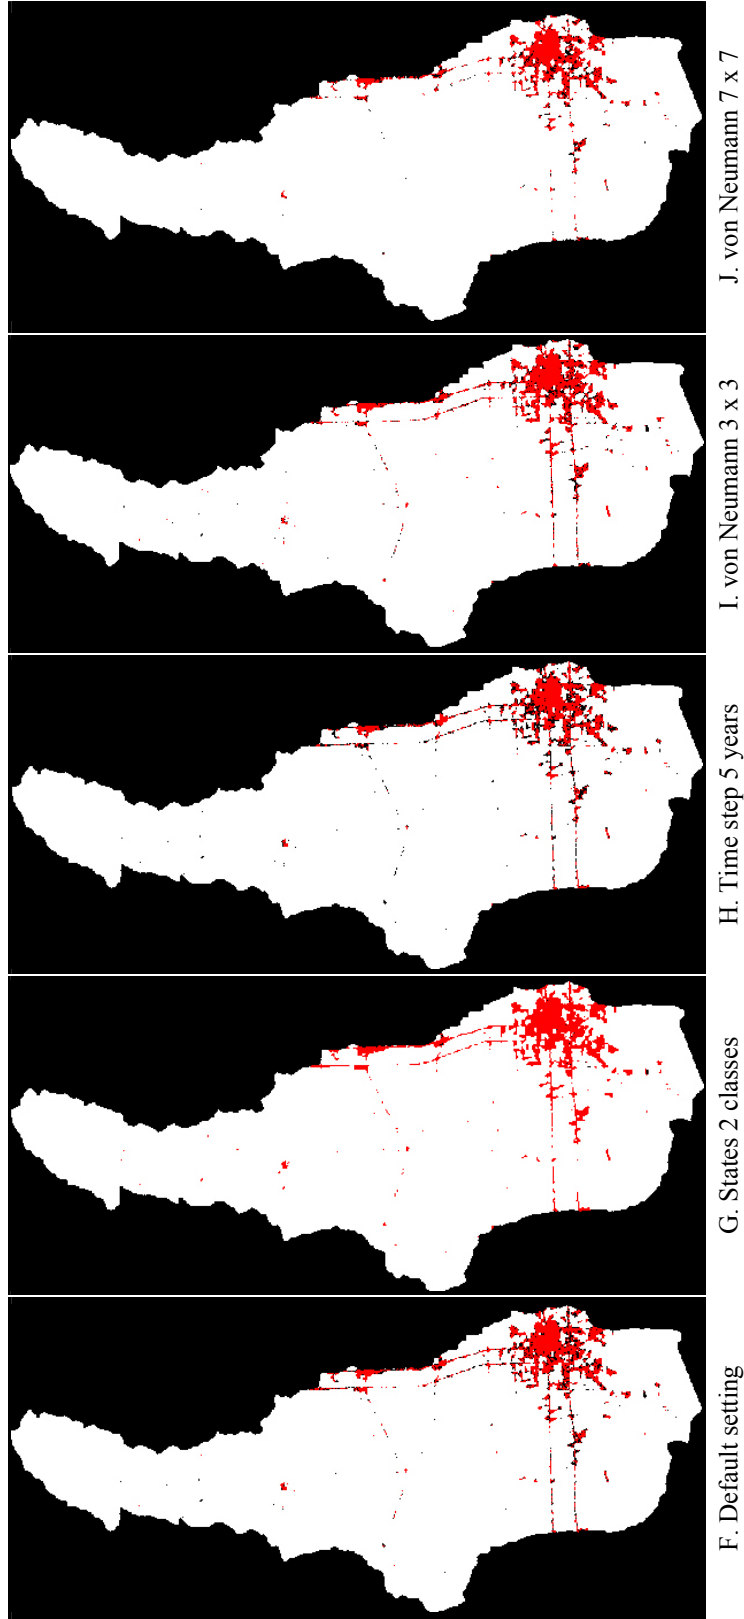 F. Default setting
G. States 2 classes
H. Time step 5 years
I. von Neumann 3 x 3
J. von Neumann 7 x 7